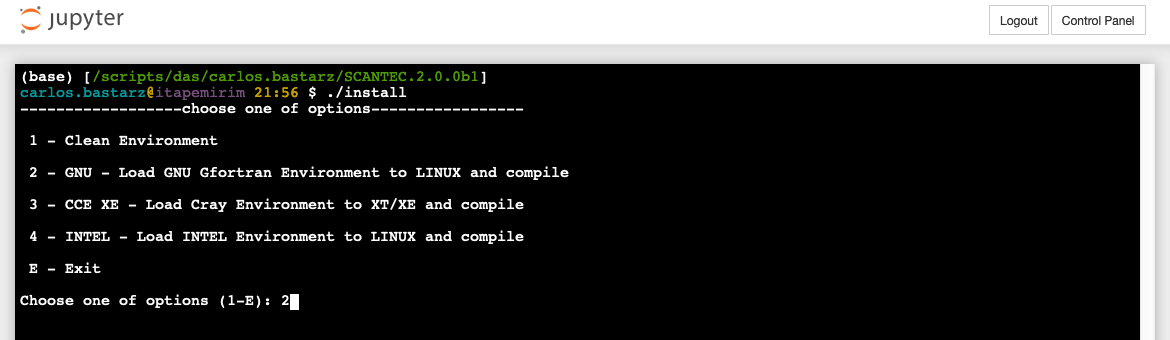 jupyter
Logout Control Panel
(base) [/scripts/das/carlos.bastarz/SCANTEC.2.0.0b1]
carlos.bastarz@itapemirim 21:56 $ ./install
------------------choose one of options-----------------
1 - Clean Environment
2 - GNU - Load GNU Gfortran Environment to LINUX and compile
3 - CCE XE - Load Cray Environment to XT/XE and compile
4 - INTEL - Load INTEL Environment to LINUX and compile
E - Exit
Choose one of options (1-E): 2